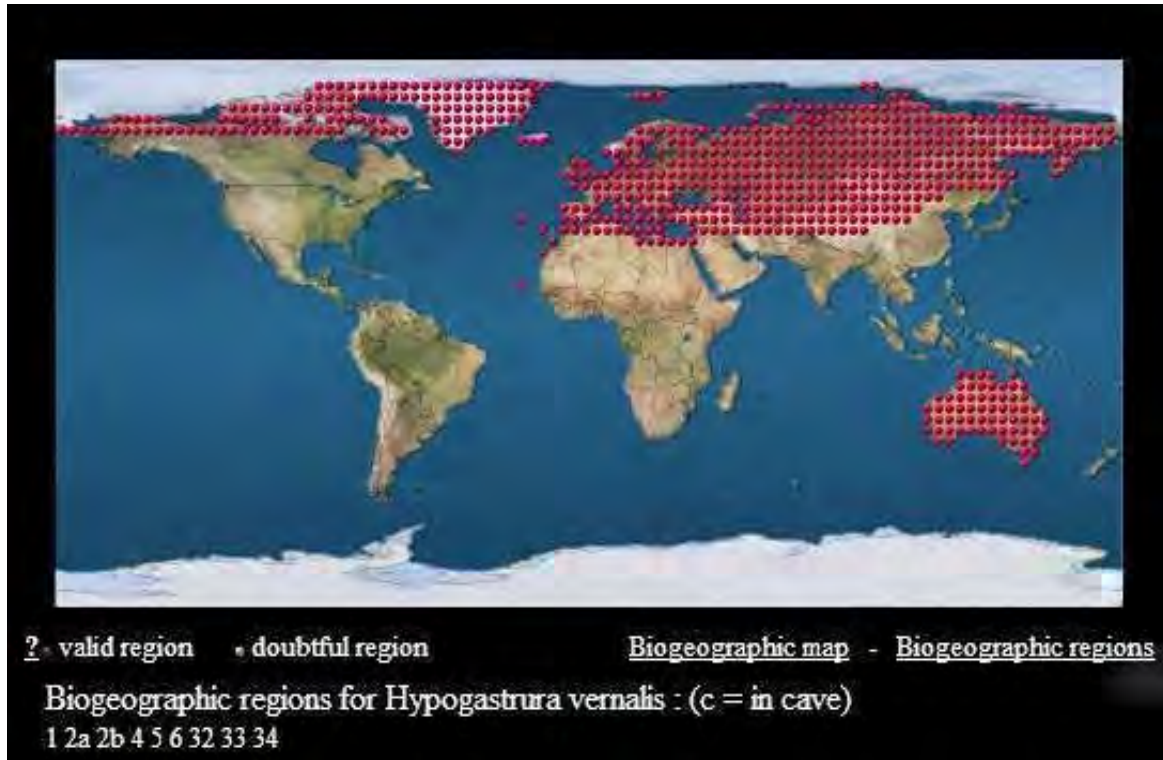 ? valid region doubtful region Biogeographic map - Biogeographic regions
Biogeographic regions for Hypogastrura vernalis : (c = in cave)
1 2a 2b 4 5 6 32 33 34